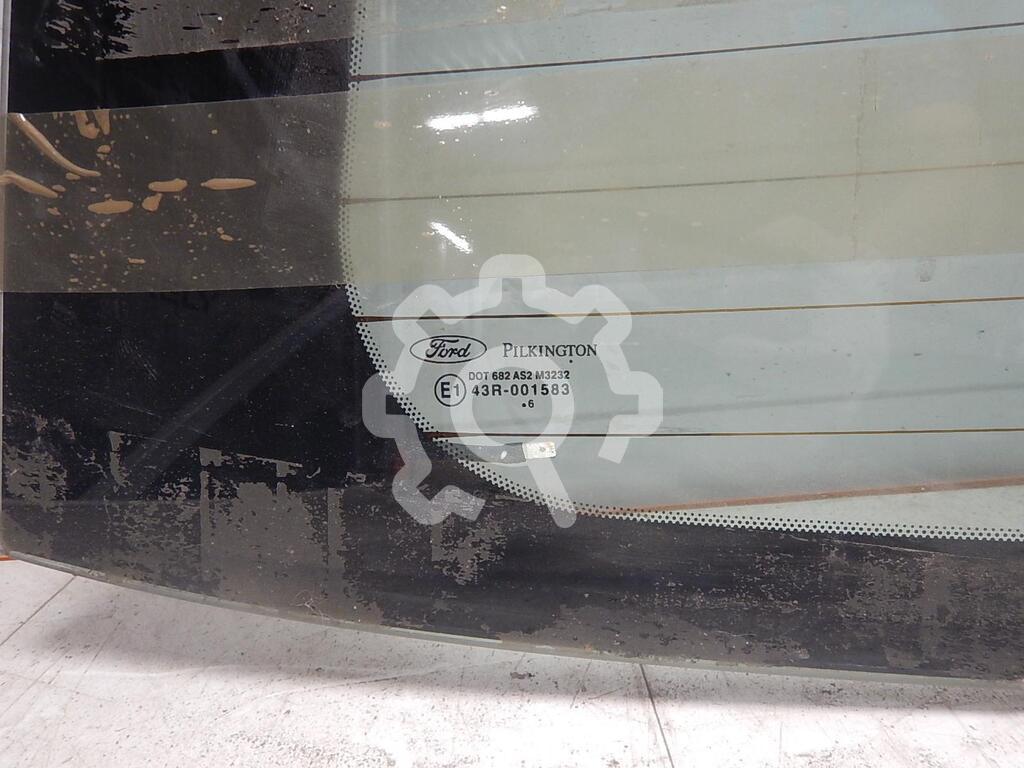 Ford PILKINGTON
DOT 682 AS2 M3232
E1 43R-001583
.6